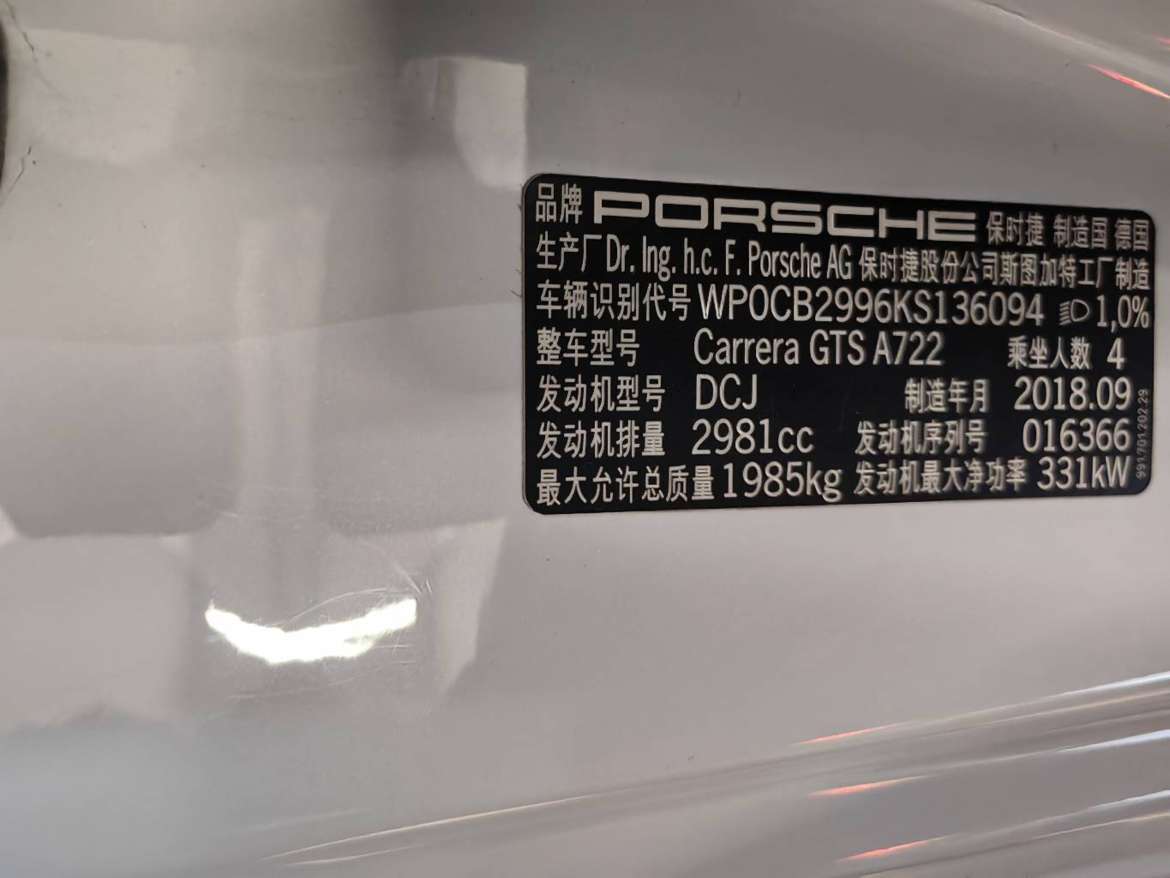 品牌 PORSCHE 保时捷 制造国 德国
生产厂 Dr. Ing. h.c. F. Porsche AG 保时捷股份公司斯图加特工厂制造
车辆识别代号 WP0CB2996KS136094 1,0%
整车型号 Carrera GTS A722 乘坐人数 4
发动机型号 DCJ 制造年月 2018.09
发动机排量 2981cc 发动机序列号 016366
最大允许总质量 1985kg 发动机最大净功率 331kW
991.701.202.29